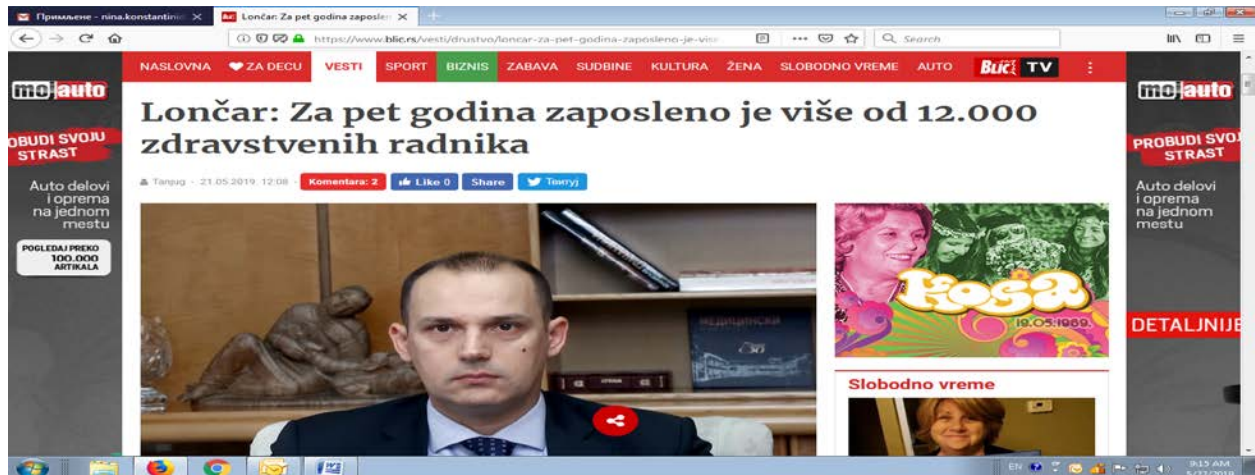 Примљене - nina.konstantini
Lončar: Za pet godina zaposler
https://www.blic.rs/vesti/drustvo/loncar-za-pet-godina-zaposleno-je-vise
Search
NASLOVNA ZA DECU VESTI SPORT BIZNIS ZABAVA SUDBINE KULTURA ŽENA SLOBODNO VREME AUTO Blic TV
mojauto
OBUDI SVOJU
STRAST
Auto delovi
i oprema
na jednom
mestu
POGLEDAJ PREKO
100.000
ARTIKALA
Lončar: Za pet godina zaposleno je više od 12.000
zdravstvenih radnika
Tanjug - 21.05.2019. 12:08 - Komentara: 2 Like 0 Share Твитуј
МЕДИЦИНСКИ
Kosa
19.05.1969.
Slobodno vreme
mojauto
PROBUDI SVOJ
STRAST
Auto delovi
i oprema
na jednom
mestu
DETALJNIJE
EN
9:15 AM